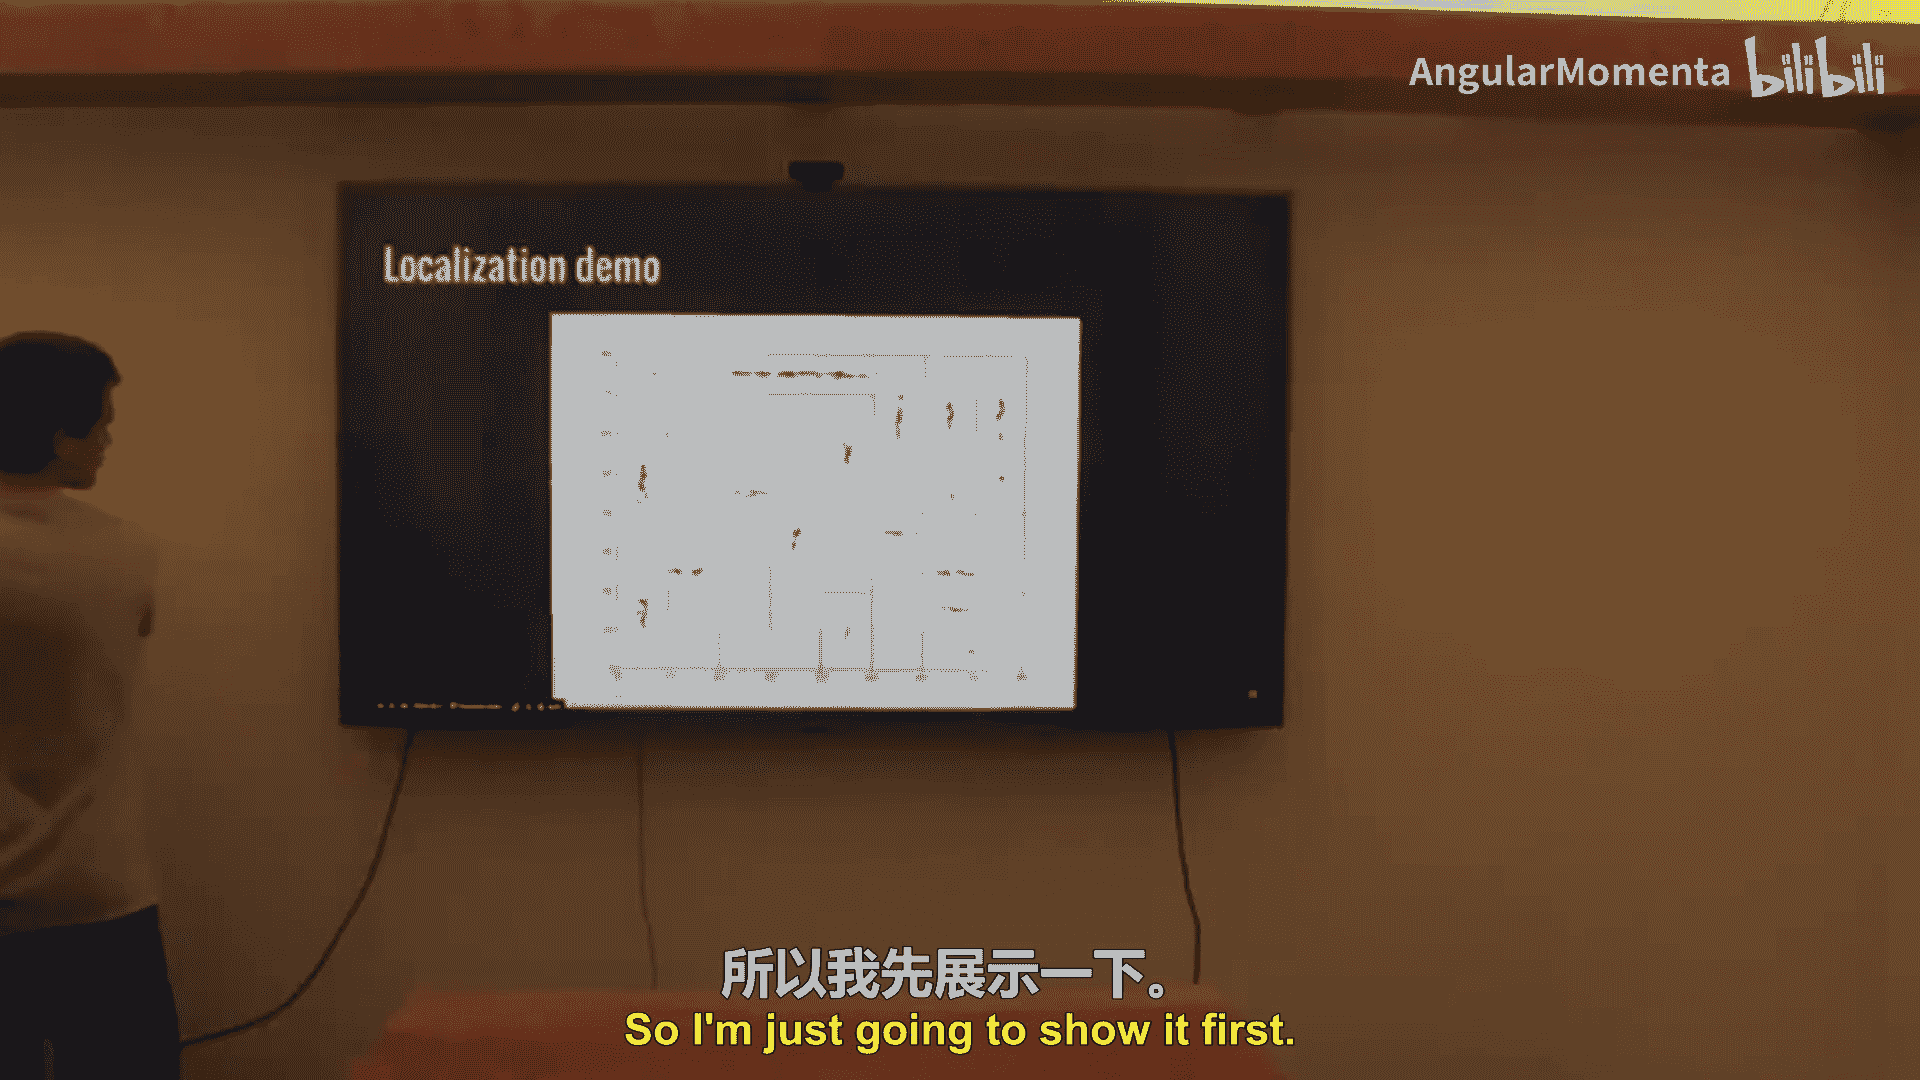 AngularMomenta bilibili
Localization demo
所以我先展示一下。
So I'm just going to show it first.